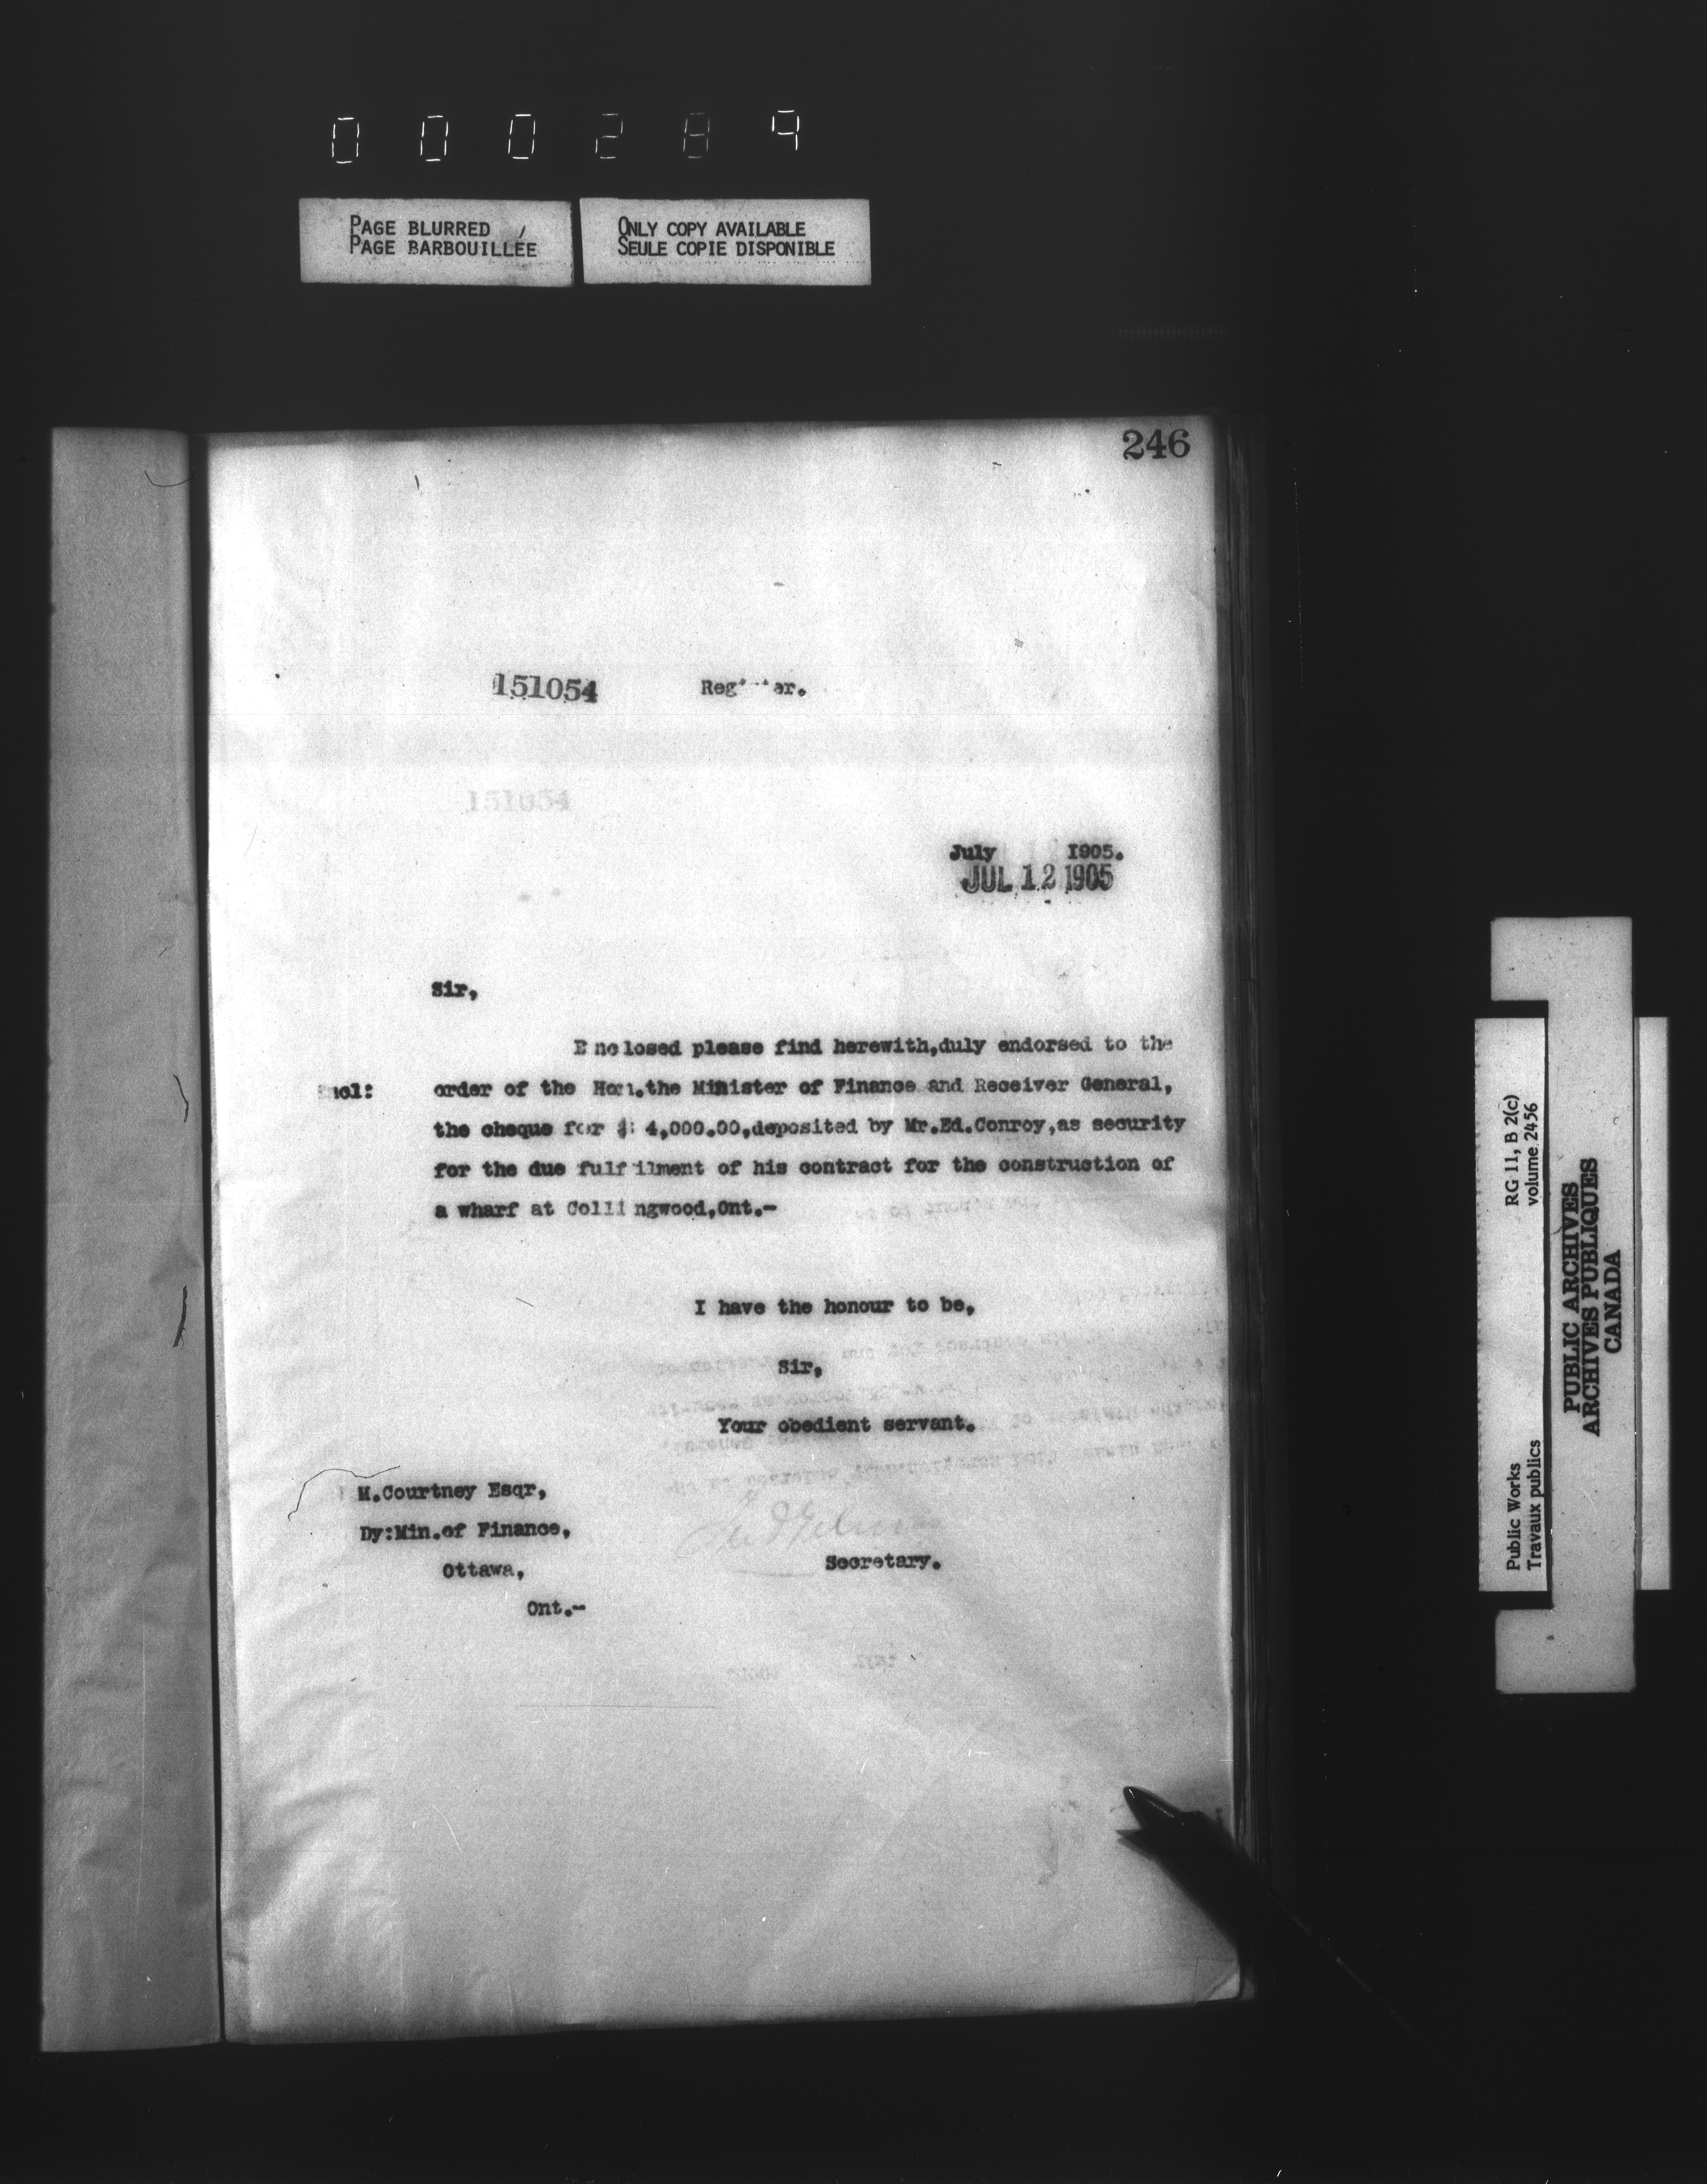 000289
PAGE BLURRED
PAGE BARBOUILLÉE
ONLY COPY AVAILABLE
SEULE COPIE DISPONIBLE
246
151054
151054
July 1905.
JUL 12 1905
Sir,
Enclosed please find herewith,duly endorsed to the
order of the Hon.the Minister of Finance and Receiver General,
the cheque for $ 4,000.00,deposited by Mr.Ed.Conroy,as security
for the due fulfilment of his contract for the construction of
a wharf at Collingwood,Ont.-
I have the honour to be,
Sir,
Your obedient servant.
M.Courtney Esqr,
Dy:Min.of Finance,
Ottawa,
Ont.-
Secretary.
Public Works
Travaux publics
RG 11, B 2(c)
volume 2456
PUBLIC ARCHIVES
ARCHIVES PUBLIQUES
CANADA